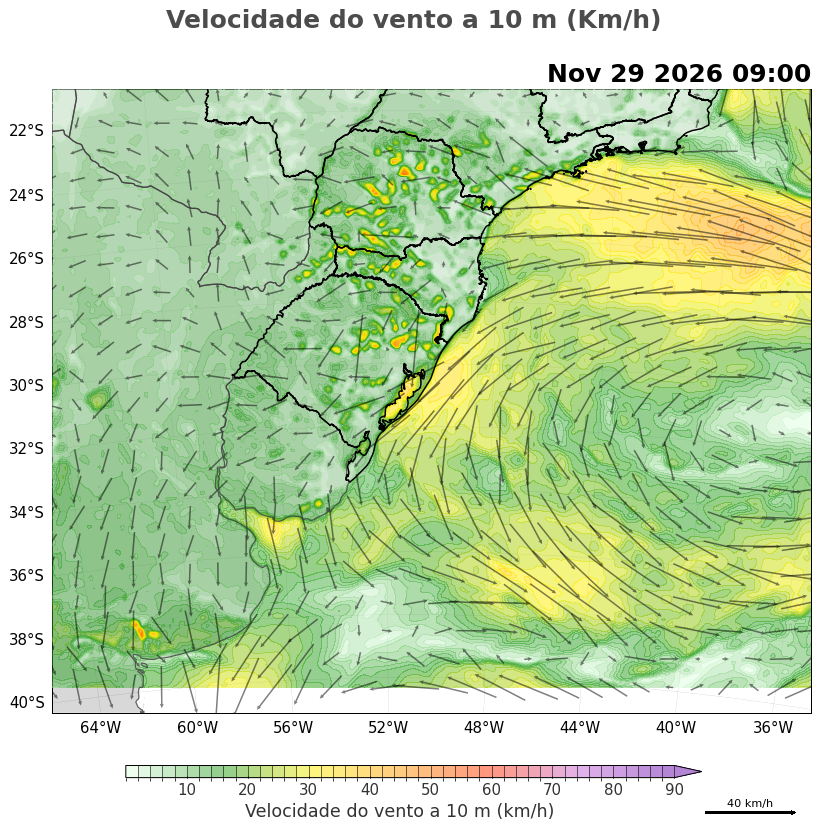 Velocidade do vento a 10 m (Km/h)
Nov 29 2026 09:00
22°S
24°S
26°S
28°S
30°S
32°S
34°S
36°S
38°S
40°S
64°W 60°W 56°W 52°W 48°W 44°W 40°W 36°W
10 20 30 40 50 60 70 80 90
Velocidade do vento a 10 m (km/h)
40 km/h